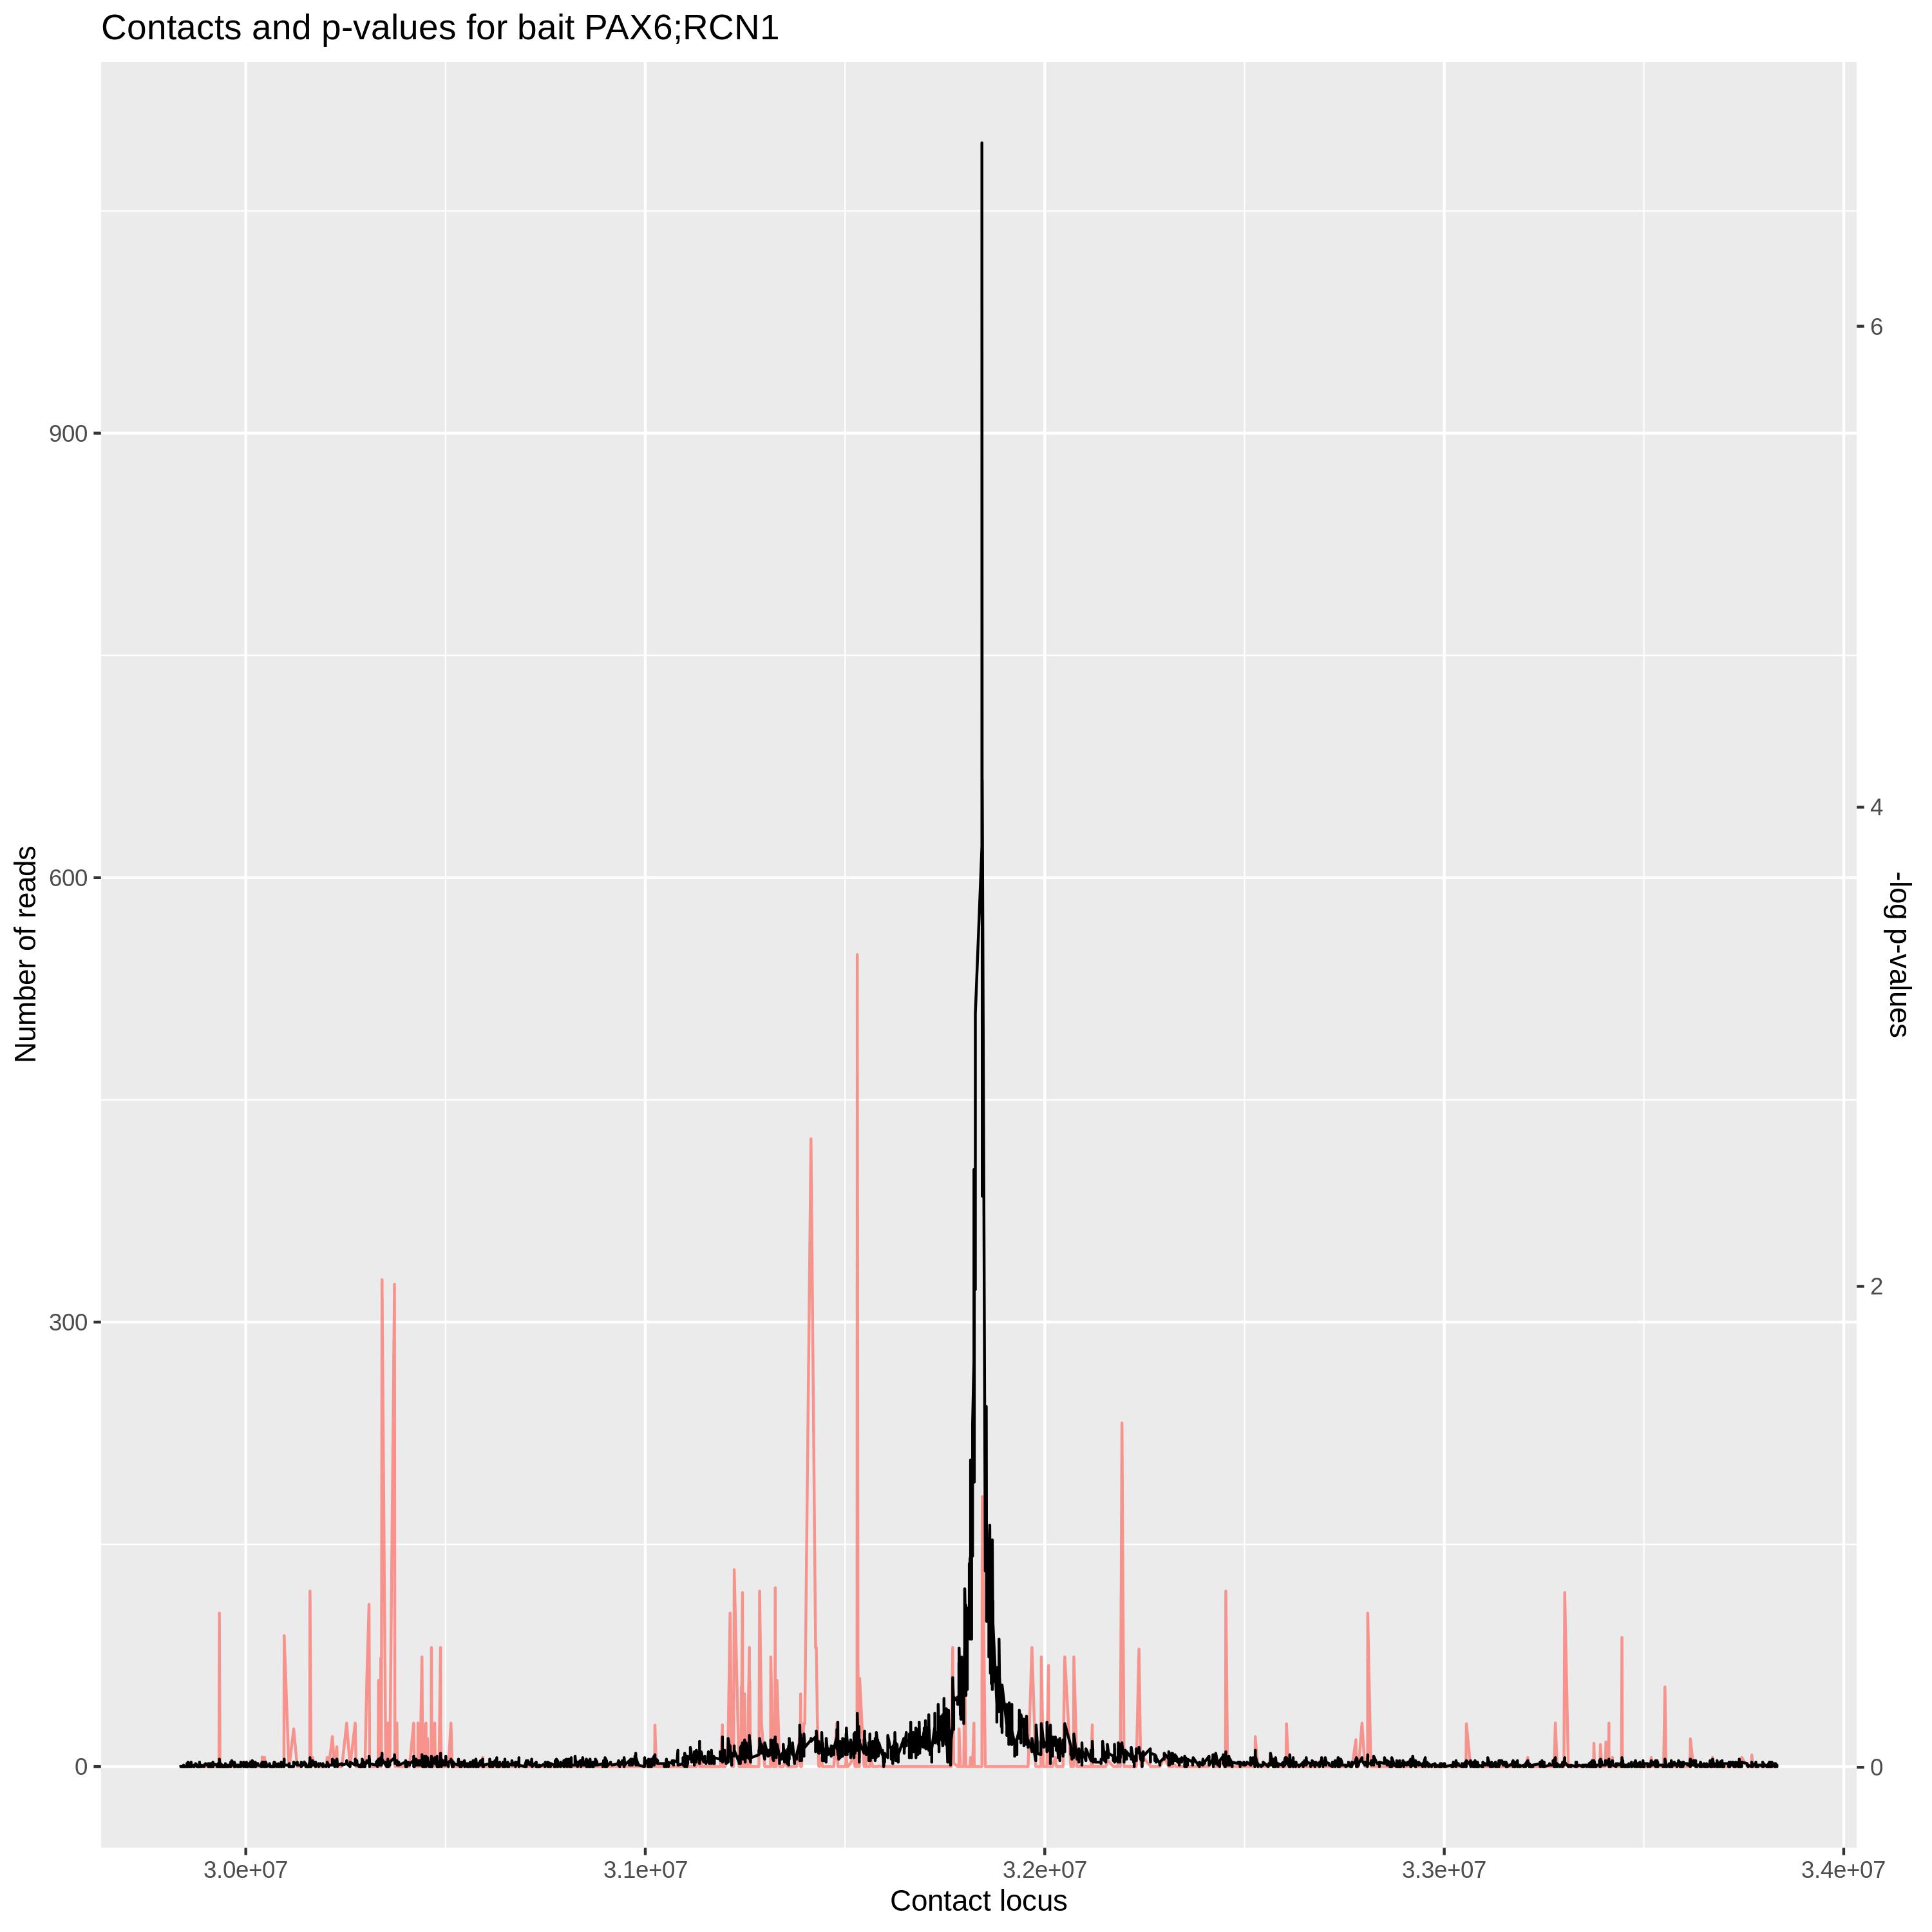 Contacts and p-values for bait PAX6;RCN1
Number of reads
900
600
300
0
6
4
2
0
-log p-values
3.0e+07
3.1e+07
3.2e+07
3.3e+07
3.4e+07
Contact locus